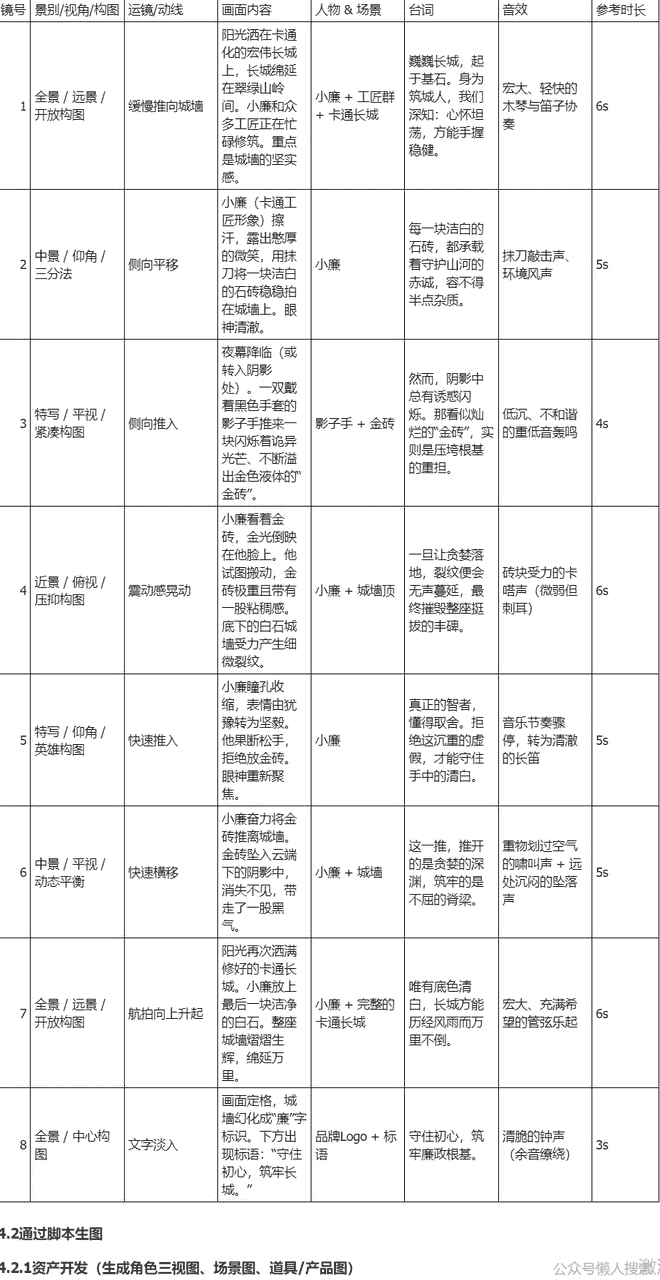 镜号 景别/视角/构图 运镜/动线 画面内容 人物 & 场景 台词 音效 参考时长
1
全景 / 远景 /
开放构图
缓慢推向城墙
阳光洒在卡通
化的宏伟长城
上，长城绵延
在翠绿山岭
间。小廉和众
多工匠正在忙
碌修筑。重点
是城墙的坚实
感。
小廉 + 工匠群
+ 卡通长城
巍巍长城，起
于基石。身为
筑城人，我们
深知：心怀坦
荡，方能手握
稳健。
宏大、轻快的
木琴与笛子协
奏
6s
2
中景 / 仰角 /
三分法
侧向平移
小廉（卡通工
匠形象）擦
汗，露出憨厚
的微笑，用抹
刀将一块洁白
的石砖稳稳拍
在城墙上。眼
神清澈。
小廉
每一块洁白的
石砖，都承载
着守护山河的
赤诚，容不得
半点杂质。
抹刀敲击声、
环境风声
5s
3
特写 / 平视 /
紧凑构图
侧向推入
夜幕降临（或
转入阴影
处）。一双戴
着黑色手套的
影子手推来一
块闪烁着诡异
光芒、不断溢
出金色液体的“
金砖”。
影子手 + 金砖
然而，阴影中
总有诱惑闪
烁。那看似灿
烂的“金砖”，实
则是压垮根基
的重担。
低沉、不和谐
的重低音轰鸣
4s
4
近景 / 俯视 /
压抑构图
震动感晃动
小廉看着金
砖，金光倒映
在他脸上。他
试图搬动，金
砖极重且带有
一股粘稠感。
底下的白石城
墙受力产生细
微裂纹。
小廉 + 城墙顶
一旦让贪婪落
地，裂纹便会
无声蔓延，最
终摧毁整座挺
拔的丰碑。
砖块受力的卡
嗒声（微弱但
刺耳）
6s
5
特写 / 仰角 /
英雄构图
快速推入
小廉瞳孔收
缩，表情由犹
豫转为坚毅。
他果断松手，
拒绝放金砖。
眼神重新聚
焦。
小廉
真正的智者，
懂得取舍。拒
绝这沉重的虚
假，才能守住
手中的清白。
音乐节奏骤
停，转为清澈
的长笛
5s
6
中景 / 平视 /
动态平衡
快速横移
小廉奋力将金
砖推离城墙。
金砖坠入云端
下的阴影中，
消失不见，带
走了一股黑
气。
小廉 + 城墙
这一推，推开
的是贪婪的深
渊，筑牢的是
不屈的脊梁。
重物划过空气
的啸叫声 + 远
处沉闷的坠落
声
5s
7
全景 / 远景 /
开放构图
航拍向上升起
阳光再次洒满
修好的卡通长
城。小廉放上
最后一块洁净
的白石。整座
城墙熠熠生
辉，绵延万
里。
小廉 + 完整的
卡通长城
唯有底色清
白，长城方能
历经风雨而万
里不倒。
宏大、充满希
望的管弦乐起
6s
8
全景 / 中心构
图
文字淡入
画面定格，城
墙幻化成“廉”字
标识。下方出
现标语：“守住
初心，筑牢长
城。”
品牌Logo + 标
语
守住初心，筑
牢廉政根基。
清脆的钟声
（余音缭绕）
3s
4.2通过脚本生图
4.2.1资产开发（生成角色三视图、场景图、道具/产品图）
公众号懒人搜索
激活